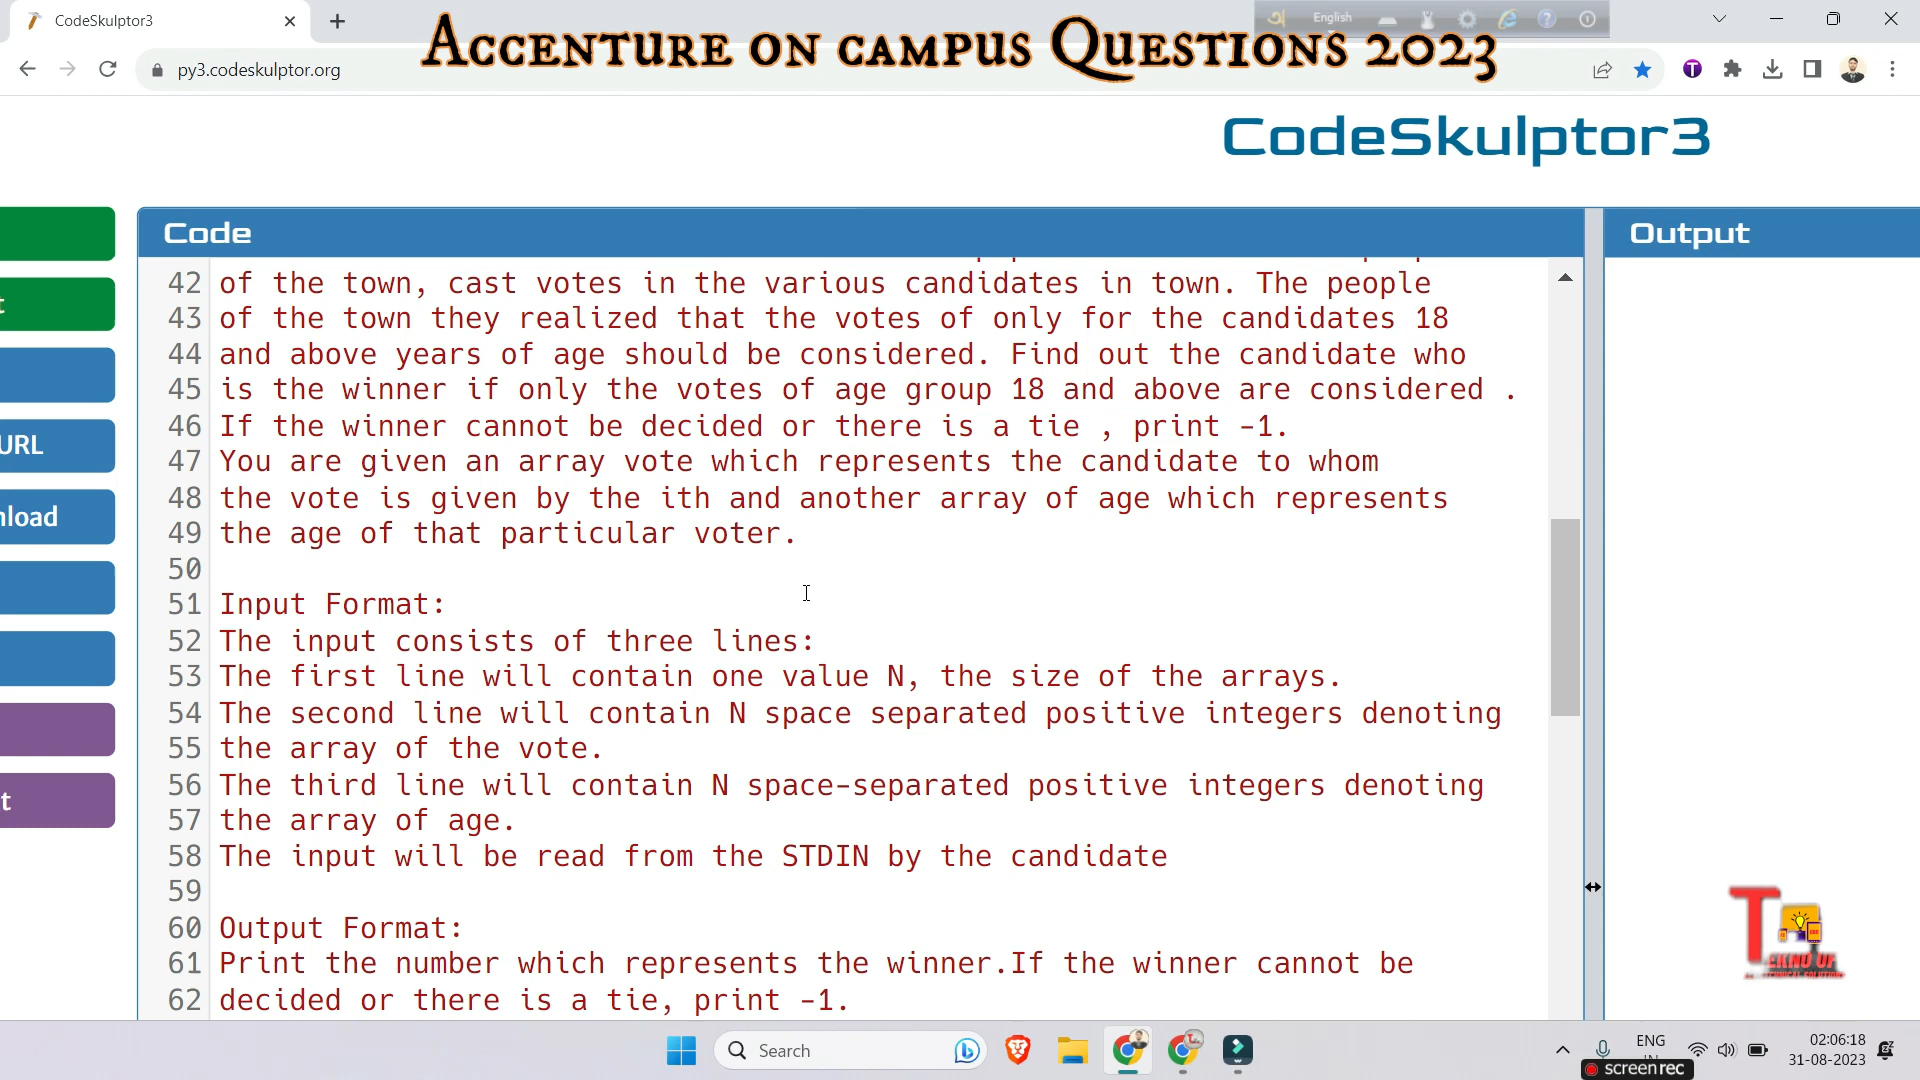 CodeSkulptor3
English
Accenture on campus Questions 2023
py3.codeskulptor.org
CodeSkulptor3
Code
Output
42 of the town, cast votes in the various candidates in town. The people
43 of the town they realized that the votes of only for the candidates 18
44 and above years of age should be considered. Find out the candidate who
45 is the winner if only the votes of age group 18 and above are considered .
46 If the winner cannot be decided or there is a tie , print -1.
47 You are given an array vote which represents the candidate to whom
48 the vote is given by the ith and another array of age which represents
49 the age of that particular voter.
50
51 Input Format:
52 The input consists of three lines:
53 The first line will contain one value N, the size of the arrays.
54 The second line will contain N space separated positive integers denoting
55 the array of the vote.
56 The third line will contain N space-separated positive integers denoting
57 the array of age.
58 The input will be read from the STDIN by the candidate
59
60 Output Format:
61 Print the number which represents the winner.If the winner cannot be
62 decided or there is a tie, print -1.
t
URL
nload
t
Search
ENG
02:06:18
31-08-2023
screenrec